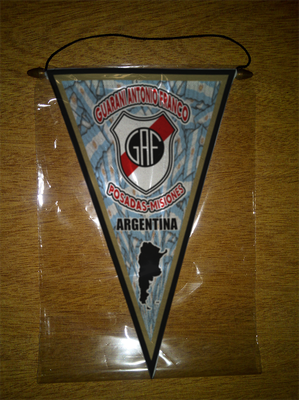 GUARANI ANTONIO FRANCO
GAF
POSADAS-MISIONES
ARGENTINA